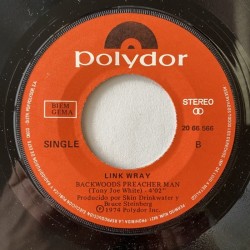 polydor
BIEM
GEMA
STEREO
20 66 566
SINGLE
B
LINK WRAY
BACKWOODS PREACHER MAN
(Tony Joe White) - 4'02"
Producido por Skin Drinkwater y
Bruce Steinberg
℗ 1974 Polydor Inc.